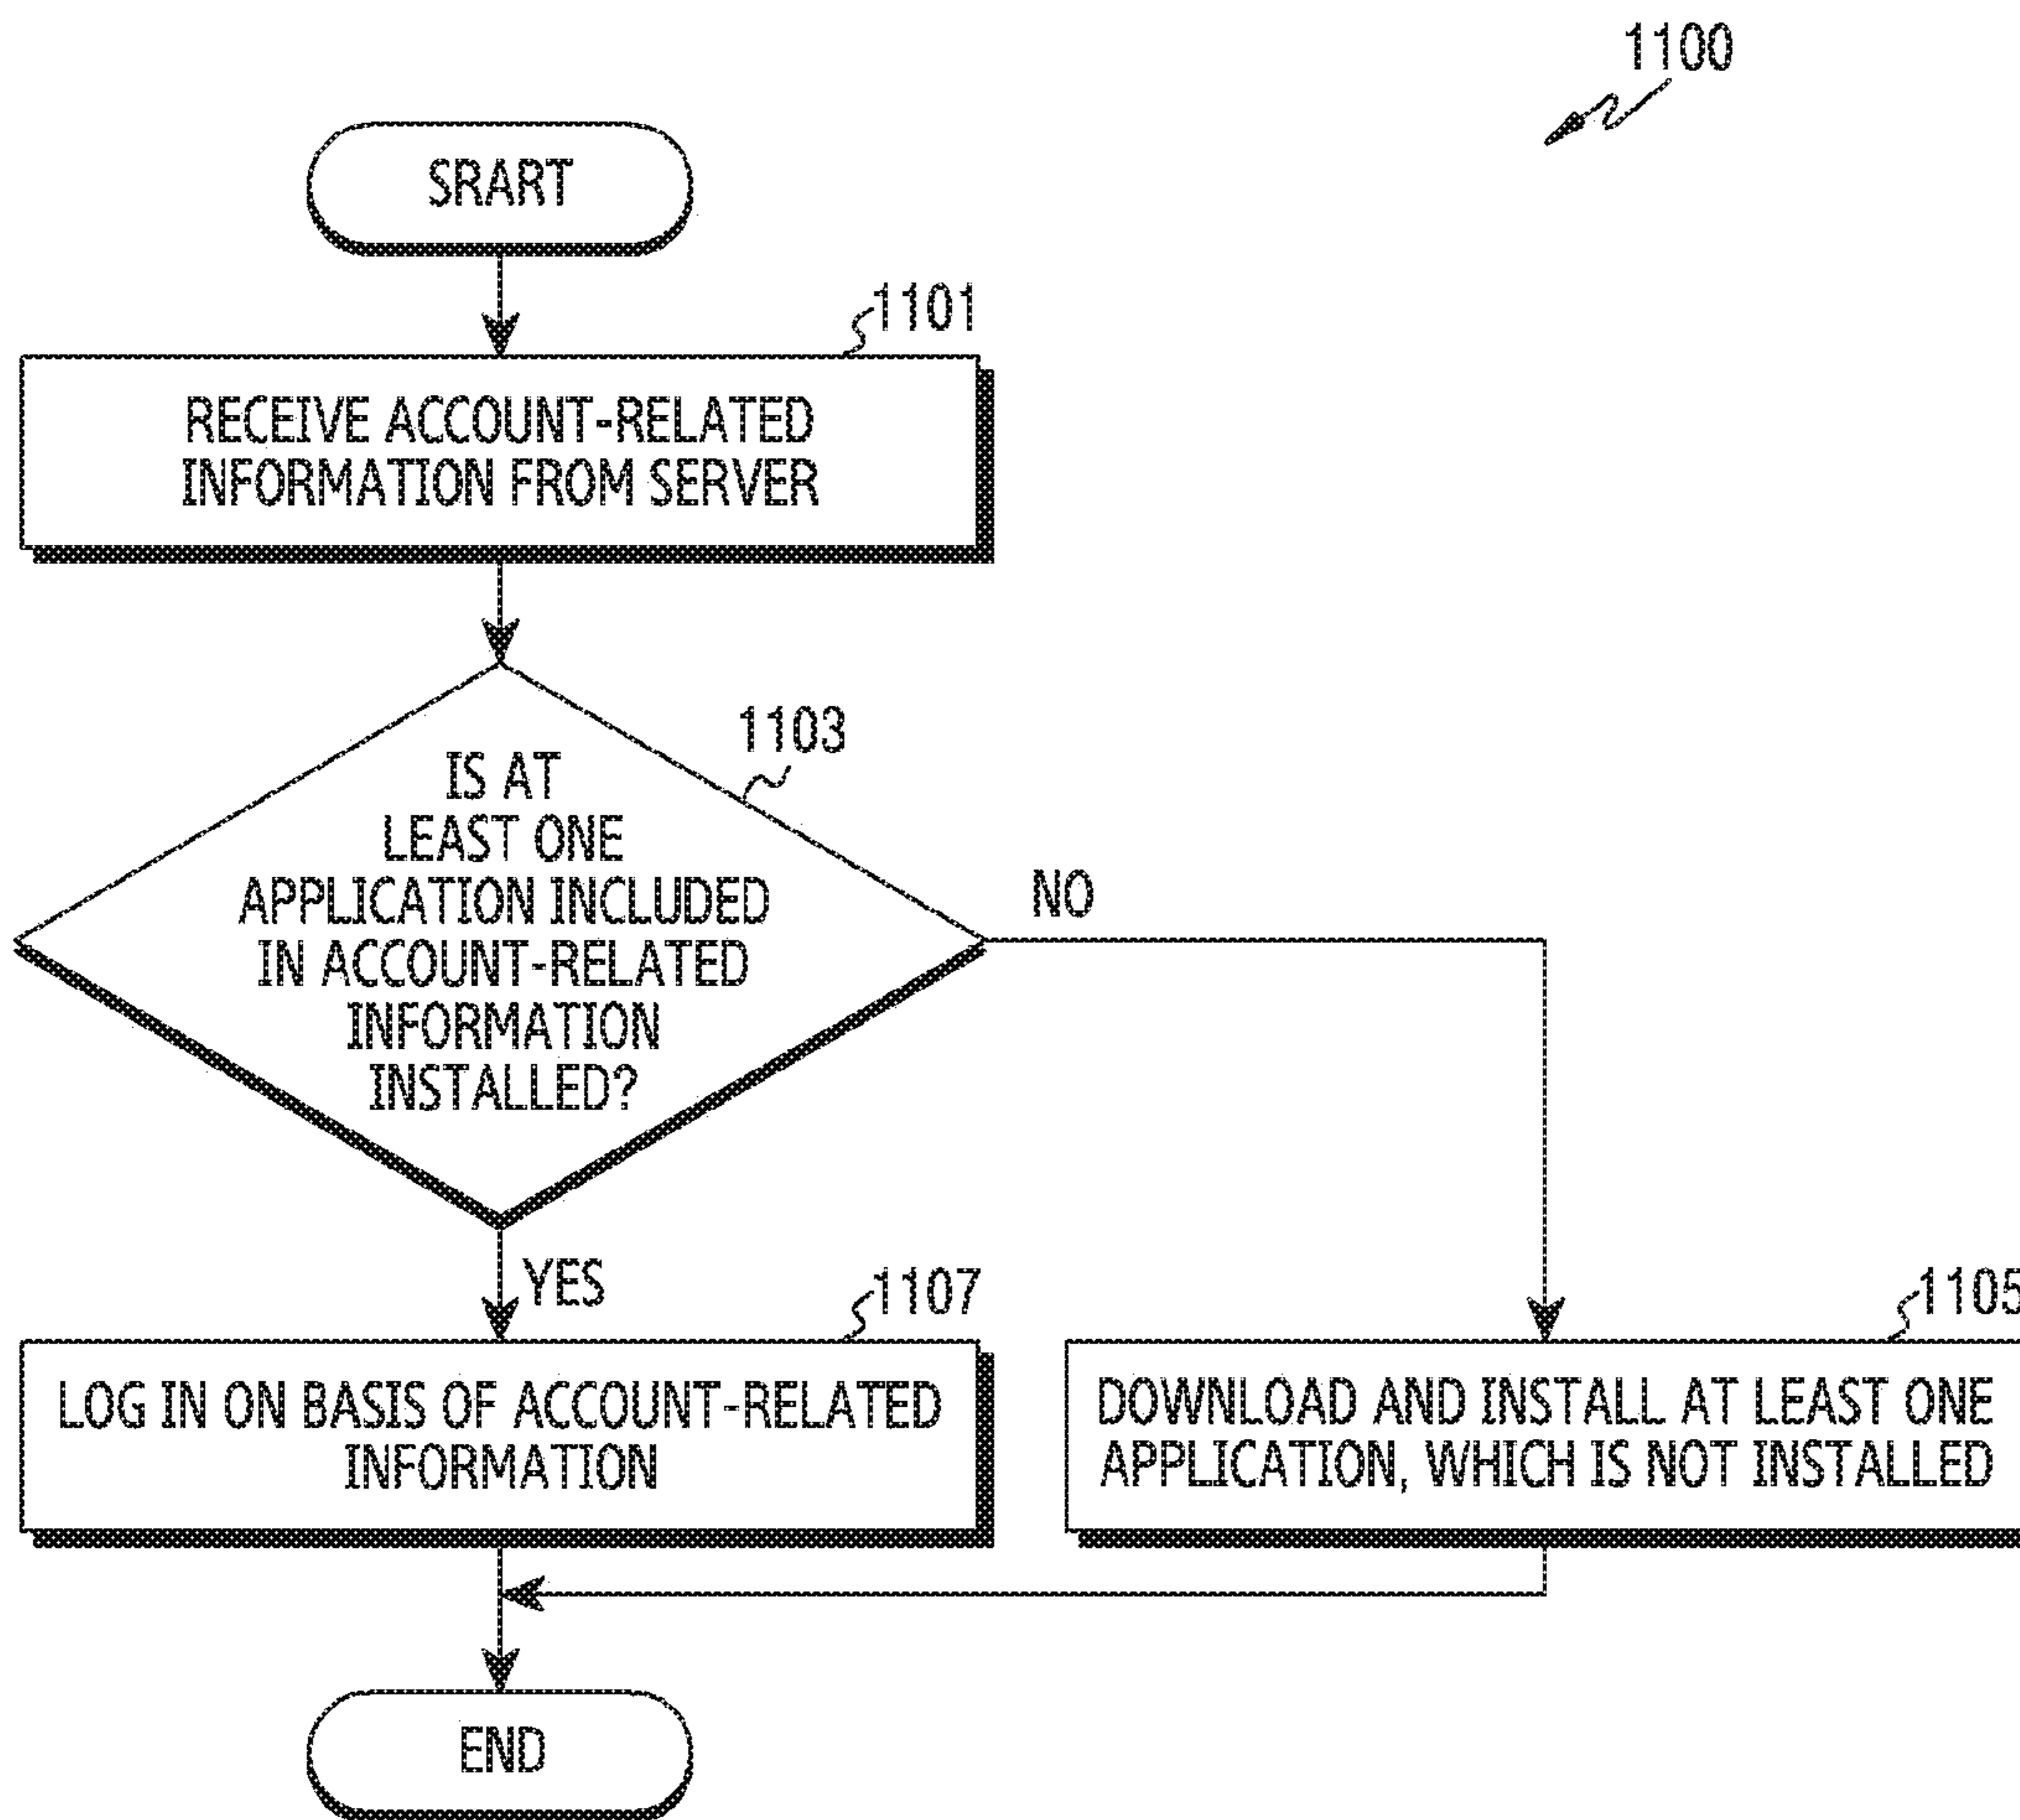 1100
SRART
1101
RECEIVE ACCOUNT-RELATED
INFORMATION FROM SERVER
1103
IS AT
LEAST ONE
APPLICATION INCLUDED
IN ACCOUNT-RELATED
INFORMATION
INSTALLED?
NO
YES
1107
LOG IN ON BASIS OF ACCOUNT-RELATED
INFORMATION
1105
DOWNLOAD AND INSTALL AT LEAST ONE
APPLICATION, WHICH IS NOT INSTALLED
END